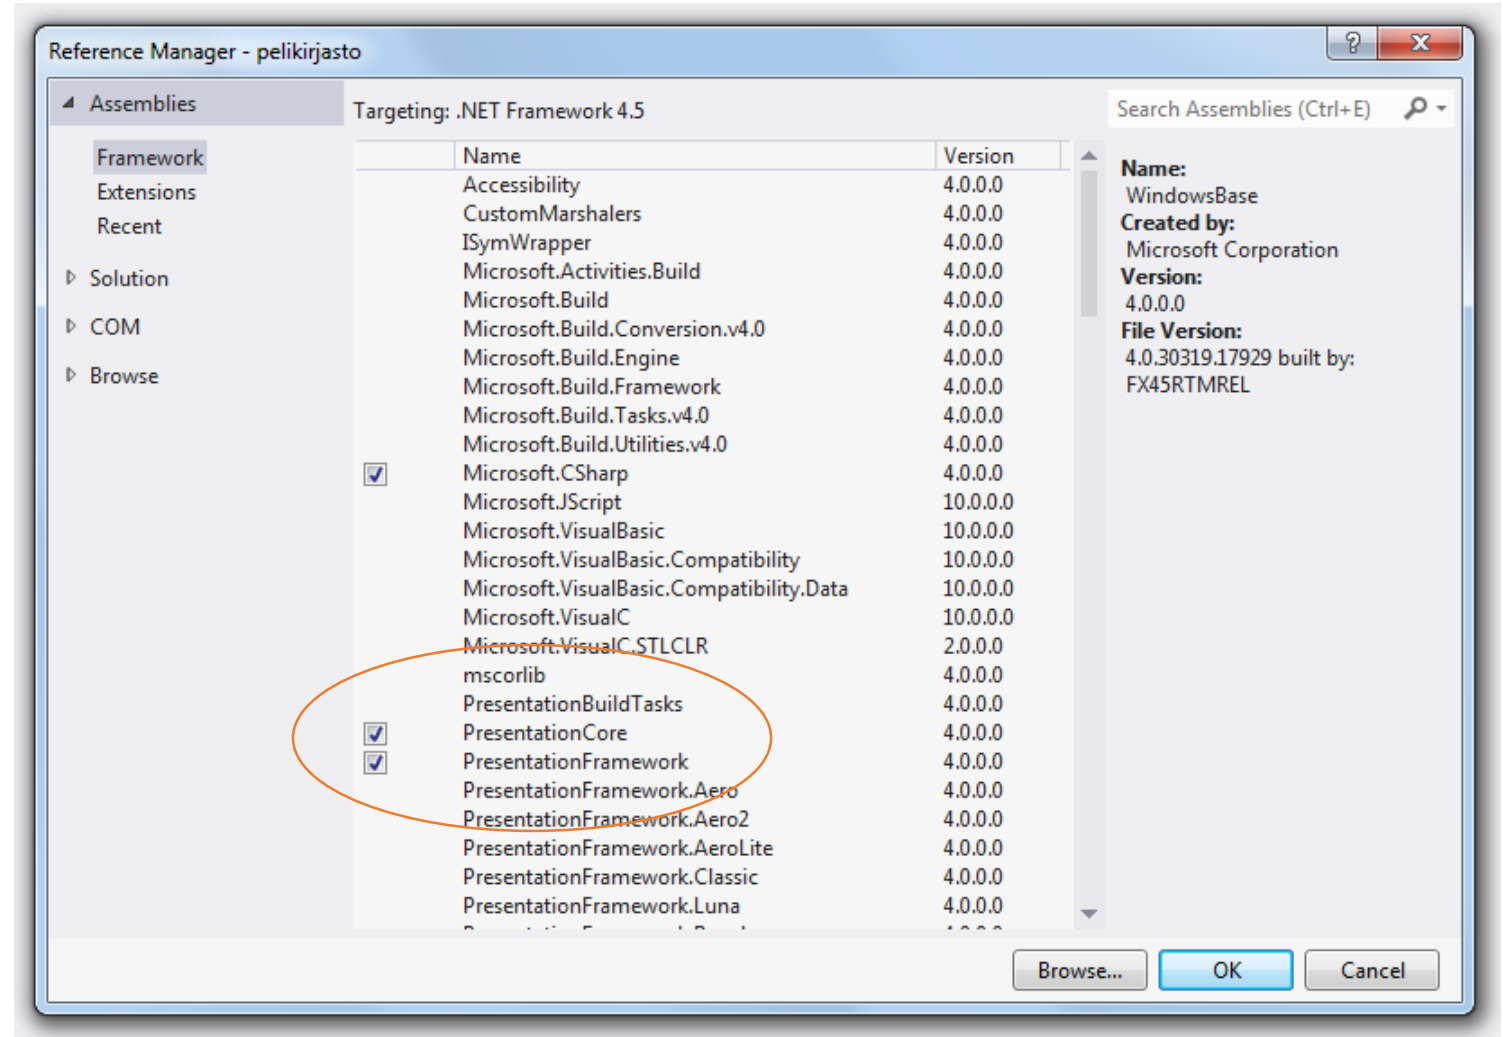 Reference Manager - pelikirjasto
?
Assemblies
Framework
Extensions
Recent
Solution
COM
Browse
Targeting: .NET Framework 4.5
Search Assemblies (Ctrl+E)
Name Version
Accessibility 4.0.0.0
CustomMarshalers 4.0.0.0
ISymWrapper 4.0.0.0
Microsoft.Activities.Build 4.0.0.0
Microsoft.Build 4.0.0.0
Microsoft.Build.Conversion.v4.0 4.0.0.0
Microsoft.Build.Engine 4.0.0.0
Microsoft.Build.Framework 4.0.0.0
Microsoft.Build.Tasks.v4.0 4.0.0.0
Microsoft.Build.Utilities.v4.0 4.0.0.0
Microsoft.CSharp 4.0.0.0
Microsoft.JScript 10.0.0.0
Microsoft.VisualBasic 10.0.0.0
Microsoft.VisualBasic.Compatibility 10.0.0.0
Microsoft.VisualBasic.Compatibility.Data 10.0.0.0
Microsoft.VisualC 10.0.0.0
Microsoft.VisualC.STLCLR 2.0.0.0
mscorlib 4.0.0.0
PresentationBuildTasks 4.0.0.0
PresentationCore 4.0.0.0
PresentationFramework 4.0.0.0
PresentationFramework.Aero 4.0.0.0
PresentationFramework.Aero2 4.0.0.0
PresentationFramework.AeroLite 4.0.0.0
PresentationFramework.Classic 4.0.0.0
PresentationFramework.Luna 4.0.0.0
Name:
WindowsBase
Created by:
Microsoft Corporation
Version:
4.0.0.0
File Version:
4.0.30319.17929 built by:
FX45RTMREL
Browse... OK Cancel